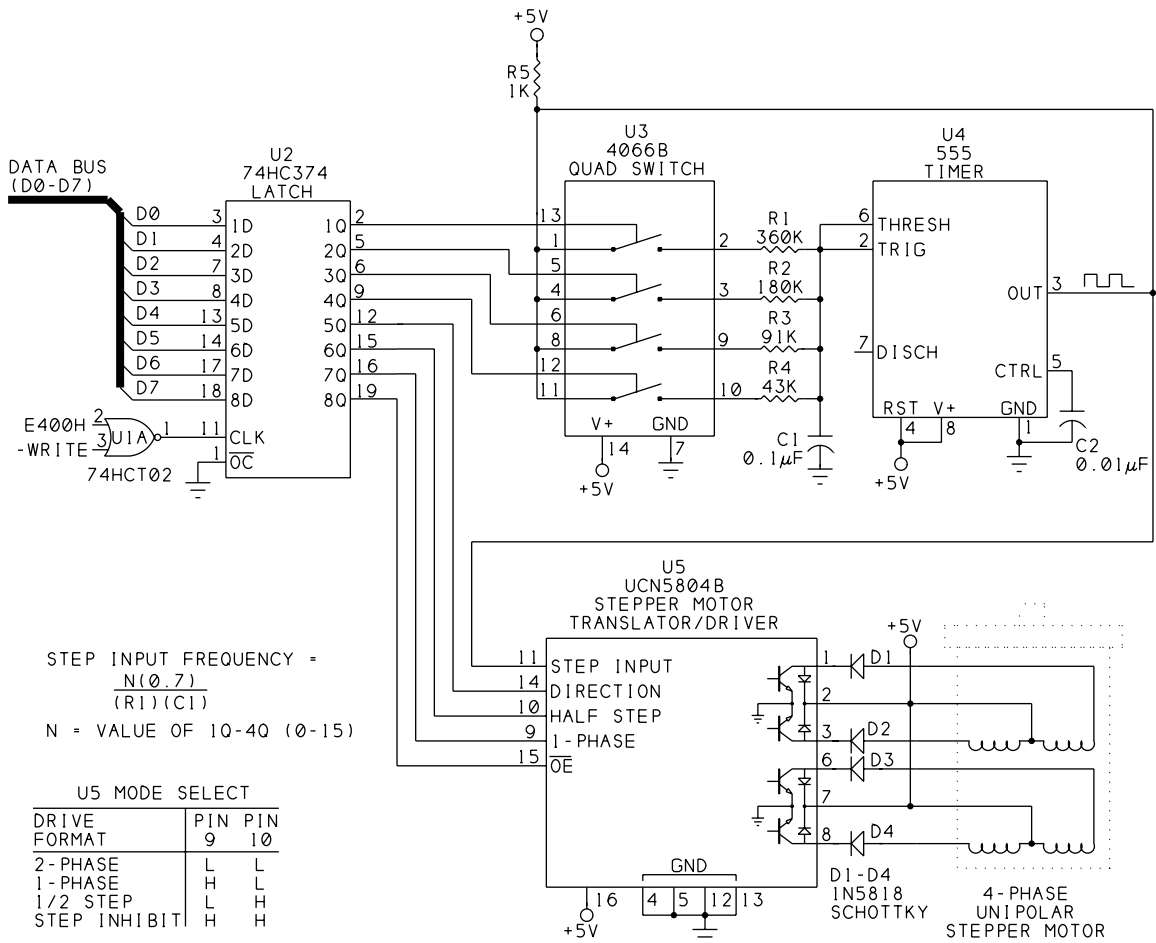 +5V
R5
1K
U3
4066B
QUAD SWITCH
U4
555
TIMER
DATA BUS
(D0-D7)
U2
74HC374
LATCH
D0 3 1D 1Q 2
D1 4 2D 2Q 5
D2 7 3D 3Q 6
D3 8 4D 4Q 9
D4 13 5D 5Q 12
D5 14 6D 6Q 15
D6 17 7D 7Q 16
D7 18 8D 8Q 19
E400H 2
-WRITE 3
U1A 1
74HCT02
11 CLK
1 OC
13
1 2
5
4 3
6
8 9
12
11 10
V+ GND
14 7
+5V
R1
360K
R2
180K
R3
91K
R4
43K
C1
0.1µF
6 THRESH
2 TRIG
OUT 3
7 DISCH
CTRL 5
RST V+ GND
4 8 1
+5V
C2
0.01µF
U5
UCN5804B
STEPPER MOTOR
TRANSLATOR/DRIVER
11 STEP INPUT
14 DIRECTION
10 HALF STEP
9 1-PHASE
15 OE
1 D1
2
3 D2
6 D3
7
8 D4
+5V
GND
16 4 5 12 13
+5V
D1-D4
1N5818
SCHOTTKY
4-PHASE
UNIPOLAR
STEPPER MOTOR
STEP INPUT FREQUENCY =
N(0.7)
(R1)(C1)
N = VALUE OF 1Q-4Q (0-15)
U5 MODE SELECT
DRIVE PIN PIN
FORMAT 9 10
2-PHASE L L
1-PHASE H L
1/2 STEP L H
STEP INHIBIT H H